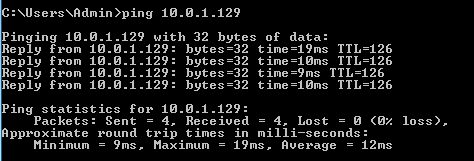 C:\Users\Admin>ping 10.0.1.129
Pinging 10.0.1.129 with 32 bytes of data:
Reply from 10.0.1.129: bytes=32 time=19ms TTL=126
Reply from 10.0.1.129: bytes=32 time=10ms TTL=126
Reply from 10.0.1.129: bytes=32 time=9ms TTL=126
Reply from 10.0.1.129: bytes=32 time=10ms TTL=126
Ping statistics for 10.0.1.129:
Packets: Sent = 4, Received = 4, Lost = 0 (0% loss),
Approximate round trip times in milli-seconds:
Minimum = 9ms, Maximum = 19ms, Average = 12ms